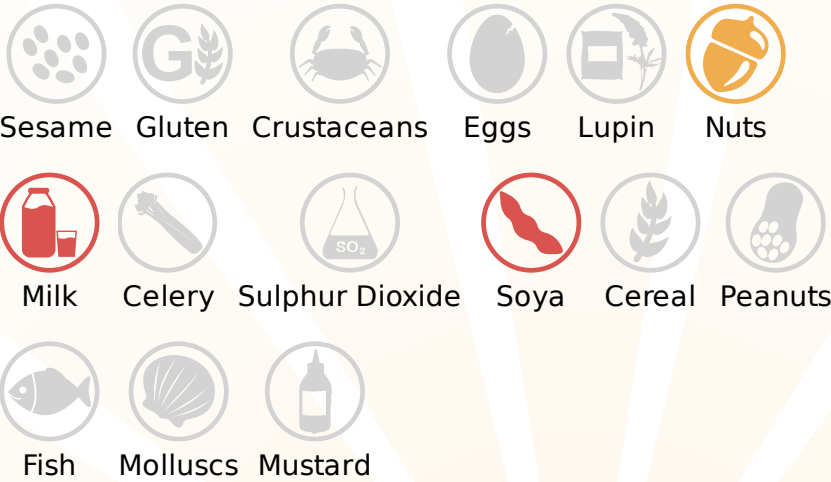 G
Sesame Gluten Crustaceans Eggs Lupin Nuts
SO₂
Milk Celery Sulphur Dioxide Soya Cereal Peanuts
Fish Molluscs Mustard